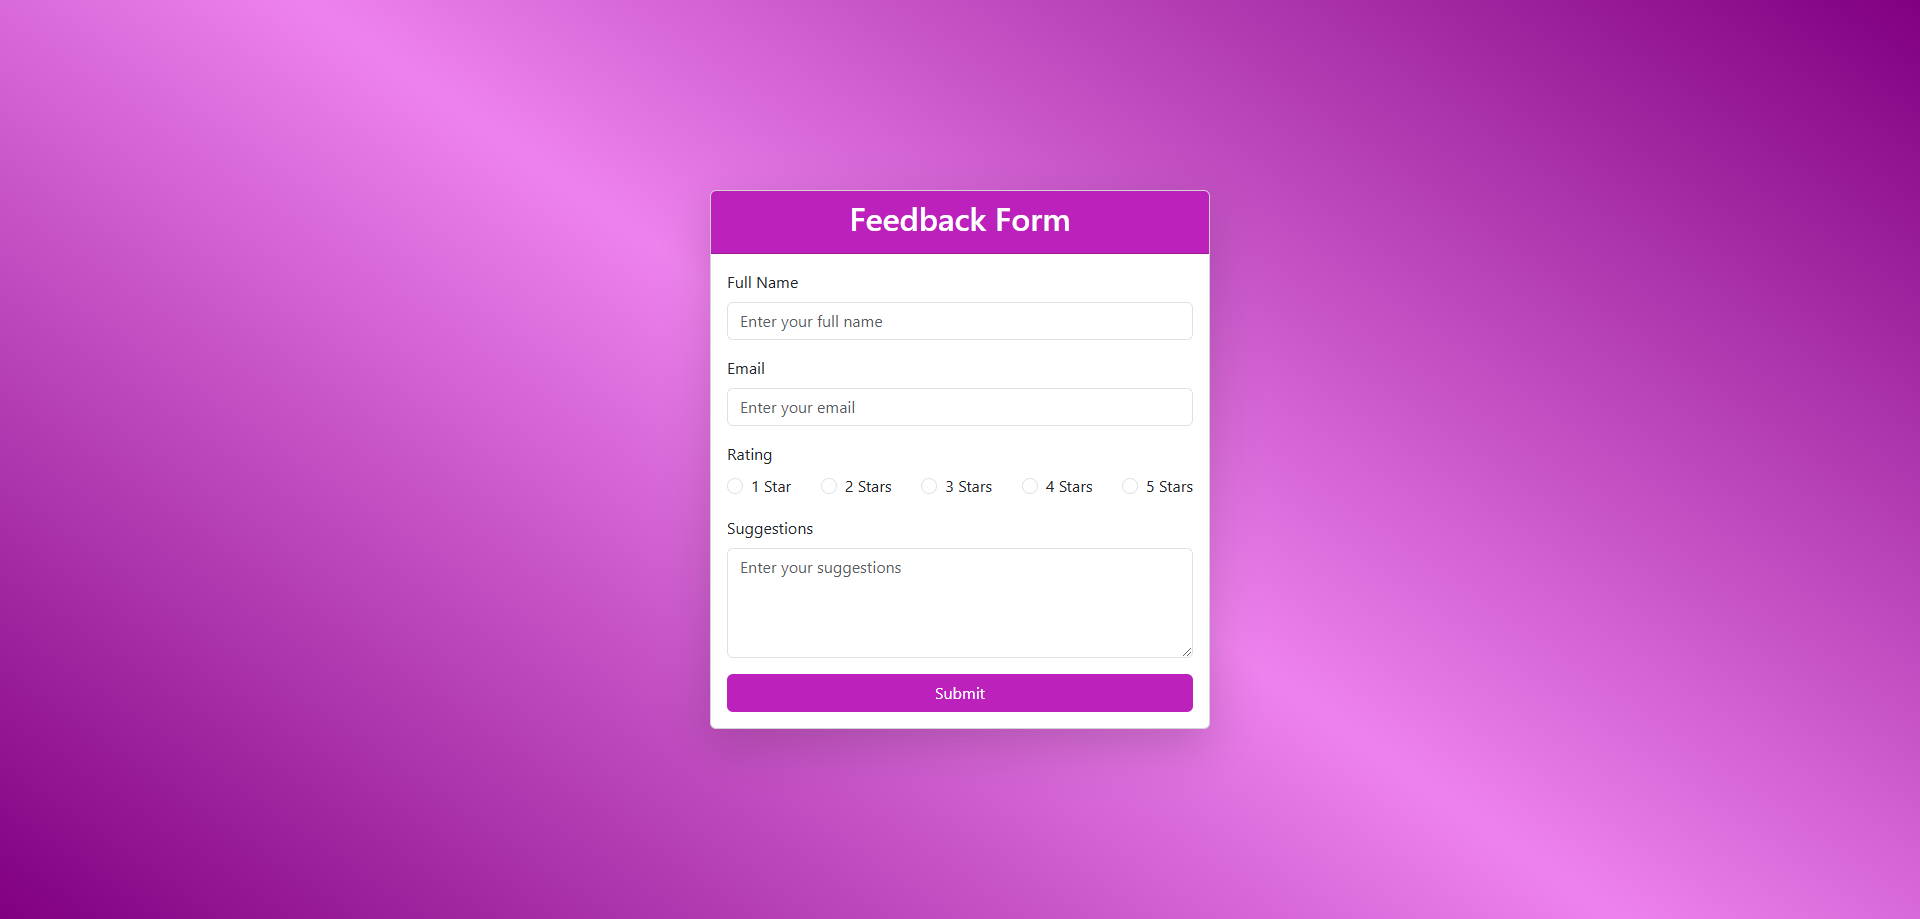 Feedback Form
Full Name
Enter your full name
Email
Enter your email
Rating
1 Star 2 Stars 3 Stars 4 Stars 5 Stars
Suggestions
Enter your suggestions
Submit